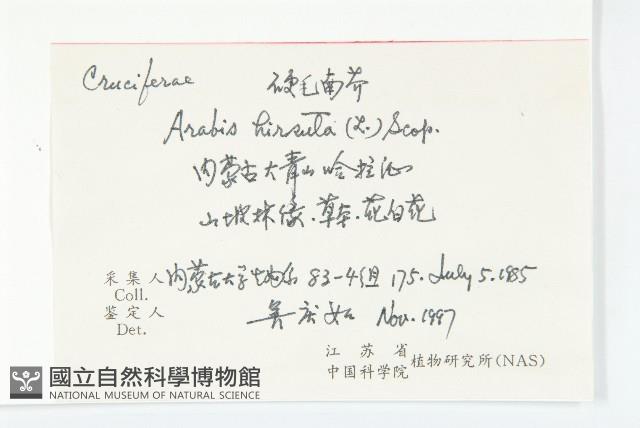 Cruciferae 硬毛南芥
Arabis hirsuta (L.) Scop.
内蒙古大青山哈拉沁
山坡林缘.草本.花白花
采集人 Coll. 内蒙古大学生物系 83-4组 175. July 5. 1985
鉴定人 Det. 吴庆如 Nov. 1997
江苏省中国科学院植物研究所(NAS)
國立自然科學博物館
NATIONAL MUSEUM OF NATURAL SCIENCE